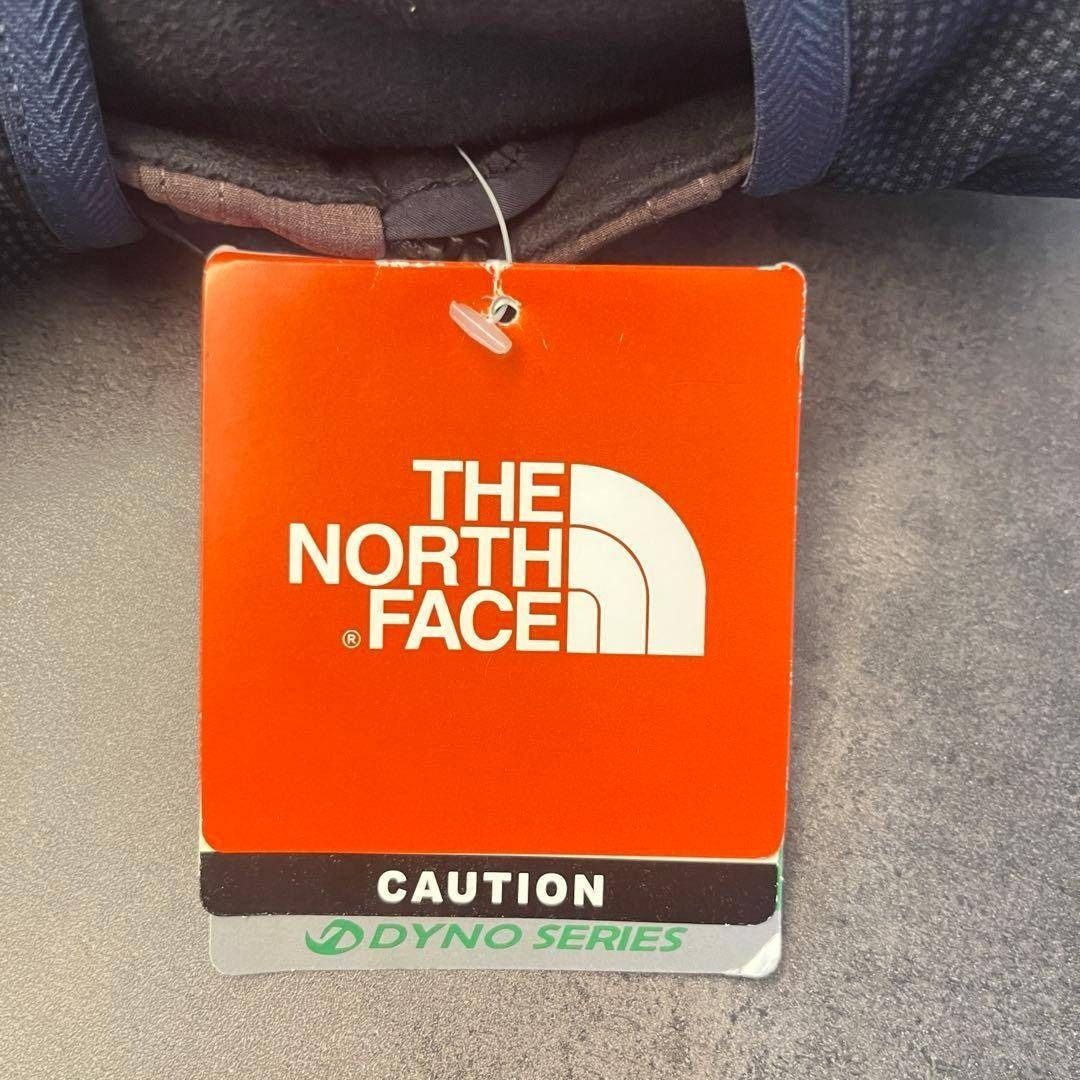 THE
NORTH
® FACE
CAUTION
DYNO SERIES